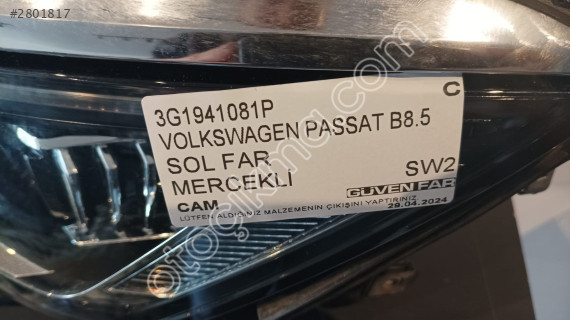 #2801817
3G1941081P
C
VOLKSWAGEN PASSAT B8.5
SOL FAR
MERCEKLİ
SW2
CAM
GÜVEN FAR
LÜTFEN ALDIĞINIZ MALZEMENİN ÇIKIŞINI YAPTIRINIZ
29.04.2024
otocikma.com